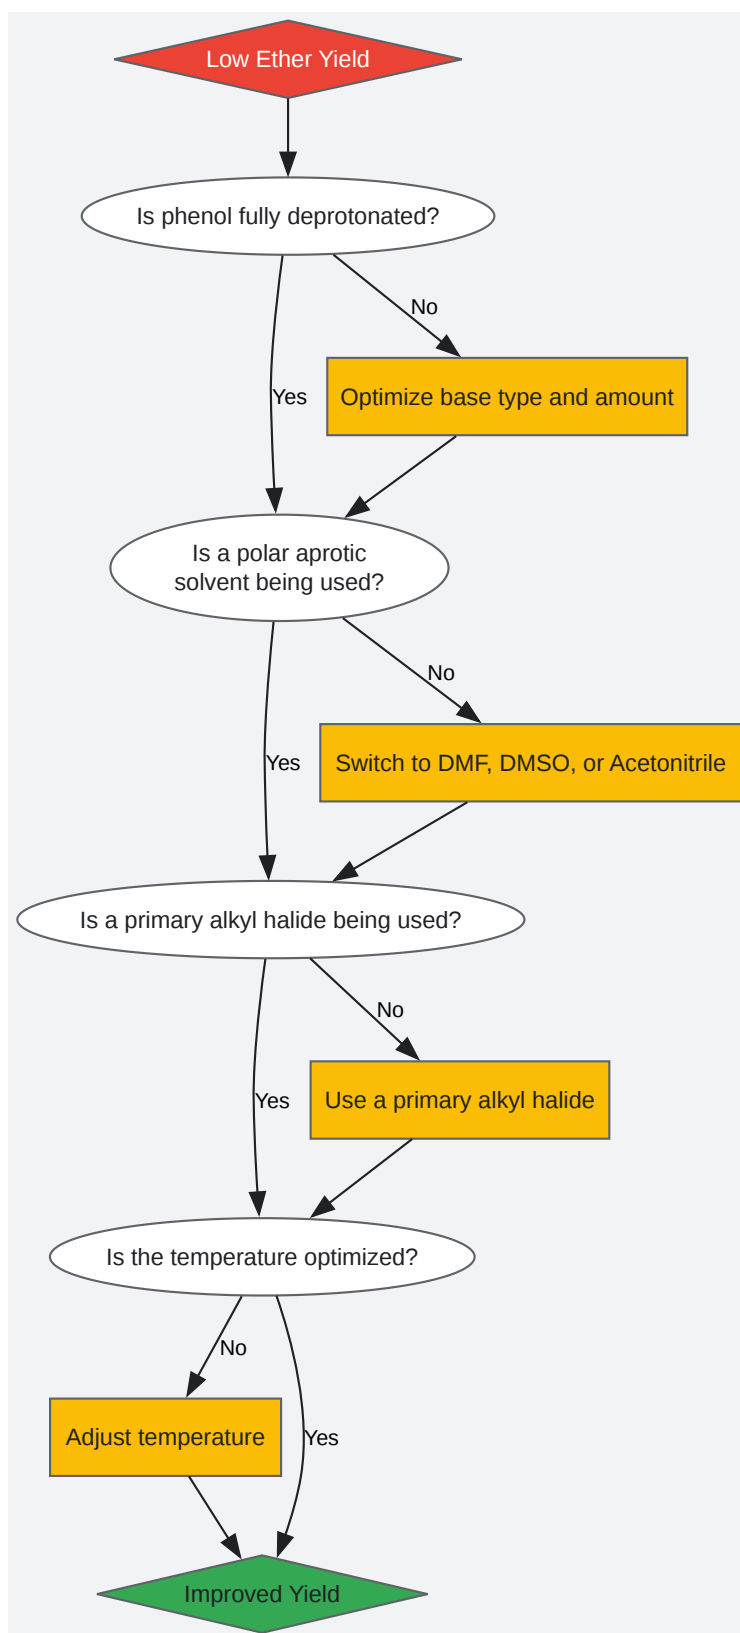 Low Ether Yield
Is phenol fully deprotonated?
No
Yes
Optimize base type and amount
Is a polar aprotic
solvent being used?
No
Yes
Switch to DMF, DMSO, or Acetonitrile
Is a primary alkyl halide being used?
No
Yes
Use a primary alkyl halide
Is the temperature optimized?
No
Adjust temperature
Yes
Improved Yield